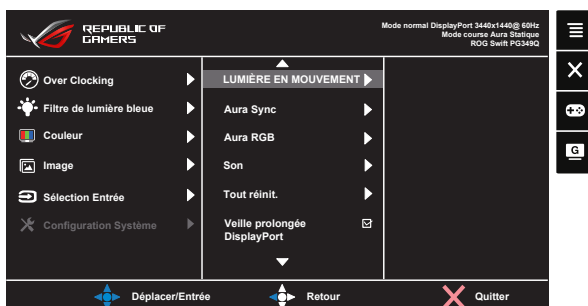 REPUBLIC OF
GAMERS
Mode normal DisplayPort 3440x1440@ 60Hz
Mode course Aura Statique
ROG Swift PG349Q
Over Clocking
Filtre de lumière bleue
Couleur
Image
Sélection Entrée
Configuration Système
LUMIÈRE EN MOUVEMENT
Aura Sync
Aura RGB
Son
Tout réinit.
Veille prolongée
DisplayPort
Déplacer/Entrée
Retour
Quitter
G